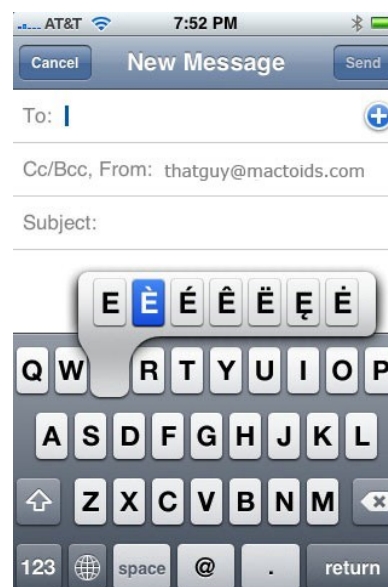 AT&T 7:52 PM
Cancel New Message Send
To:
Cc/Bcc, From: thatguy@mactoids.com
Subject:
E È É Ê Ë Ę Ė
Q W R T Y U I O P
A S D F G H J K L
Z X C V B N M
123 space @ . return